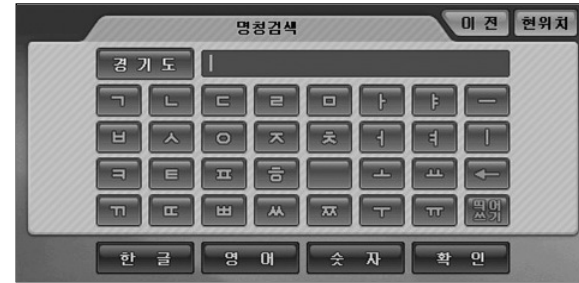 명칭검색 이 전 현위치
경 기 도
ㄱ ㄴ ㄷ ㄹ ㅁ ㅏ ㅑ ㅡ
ㅂ ㅅ ㅇ ㅈ ㅊ ㅓ ㅕ ㅣ
ㅋ ㅌ ㅍ ㅎ ㅗ ㅛ ←
ㄲ ㄸ ㅃ ㅆ ㅉ ㅜ ㅠ 띄어
쓰기
한 글 영 어 숫 자 확 인